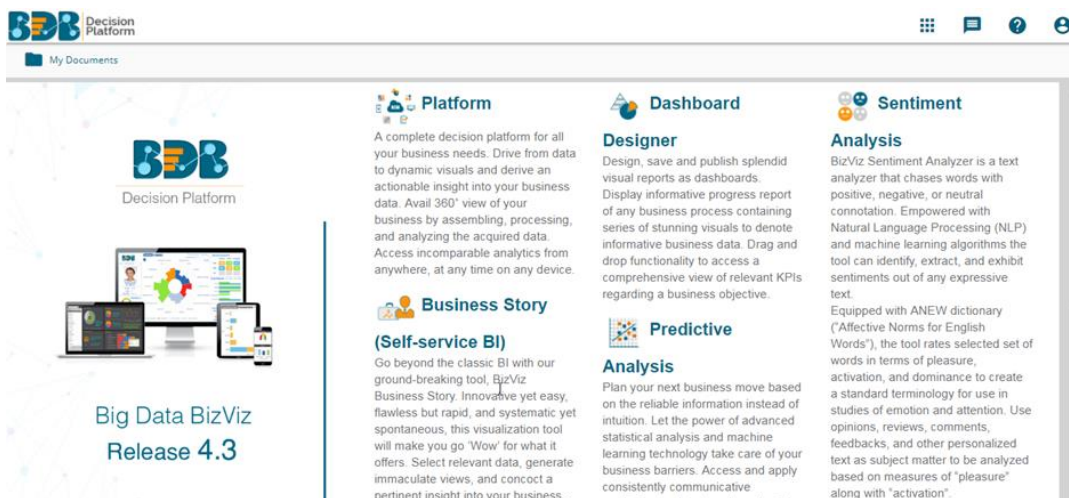 BDB Decision
Platform
My Documents
BDB
Decision Platform
Big Data BizViz
Release 4.3
Platform
A complete decision platform for all
your business needs. Drive from data
to dynamic visuals and derive an
actionable insight into your business
data. Avail 360° view of your
business by assembling, processing,
and analyzing the acquired data.
Access incomparable analytics from
anywhere, at any time on any device.
Business Story
(Self-service BI)
Go beyond the classic BI with our
ground-breaking tool, BizViz
Business Story. Innovative yet easy,
flawless but rapid, and systematic yet
spontaneous, this visualization tool
will make you go 'Wow' for what it
offers. Select relevant data, generate
immaculate views, and concoct a
pertinent insight into your business
Dashboard
Designer
Design, save and publish splendid
visual reports as dashboards.
Display informative progress report
of any business process containing
series of stunning visuals to denote
informative business data. Drag and
drop functionality to access a
comprehensive view of relevant KPIs
regarding a business objective.
Predictive
Analysis
Plan your next business move based
on the reliable information instead of
intuition. Let the power of advanced
statistical analysis and machine
learning technology take care of your
business barriers. Access and apply
consistently communicative
Sentiment
Analysis
BizViz Sentiment Analyzer is a text
analyzer that chases words with
positive, negative, or neutral
connotation. Empowered with
Natural Language Processing (NLP)
and machine learning algorithms the
tool can identify, extract, and exhibit
sentiments out of any expressive
text.
Equipped with ANEW dictionary
("Affective Norms for English
Words"), the tool rates selected set of
words in terms of pleasure,
activation, and dominance to create
a standard terminology for use in
studies of emotion and attention. Use
opinions, reviews, comments,
feedbacks, and other personalized
text as subject matter to be analyzed
based on measures of "pleasure"
along with "activation".